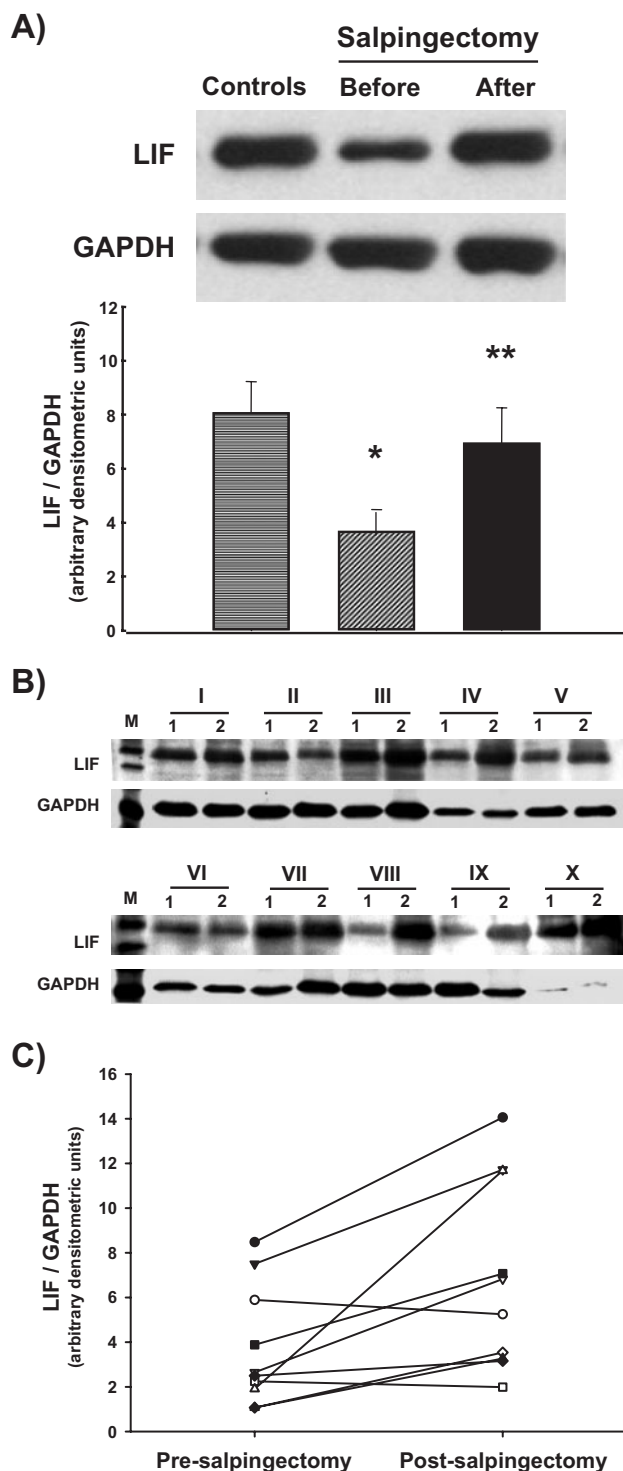 A)
Salpingectomy
Controls Before After
LIF
GAPDH
12
10
8
6
4
2
0
LIF / GAPDH
(arbitrary densitometric units)
*
**
B)
I II III IV V
M 1 2 1 2 1 2 1 2 1 2
LIF
GAPDH
VI VII VIII IX X
M 1 2 1 2 1 2 1 2 1 2
LIF
GAPDH
C)
16
14
12
10
8
6
4
2
0
LIF / GAPDH
(arbitrary densitometric units)
Pre-salpingectomy Post-salpingectomy